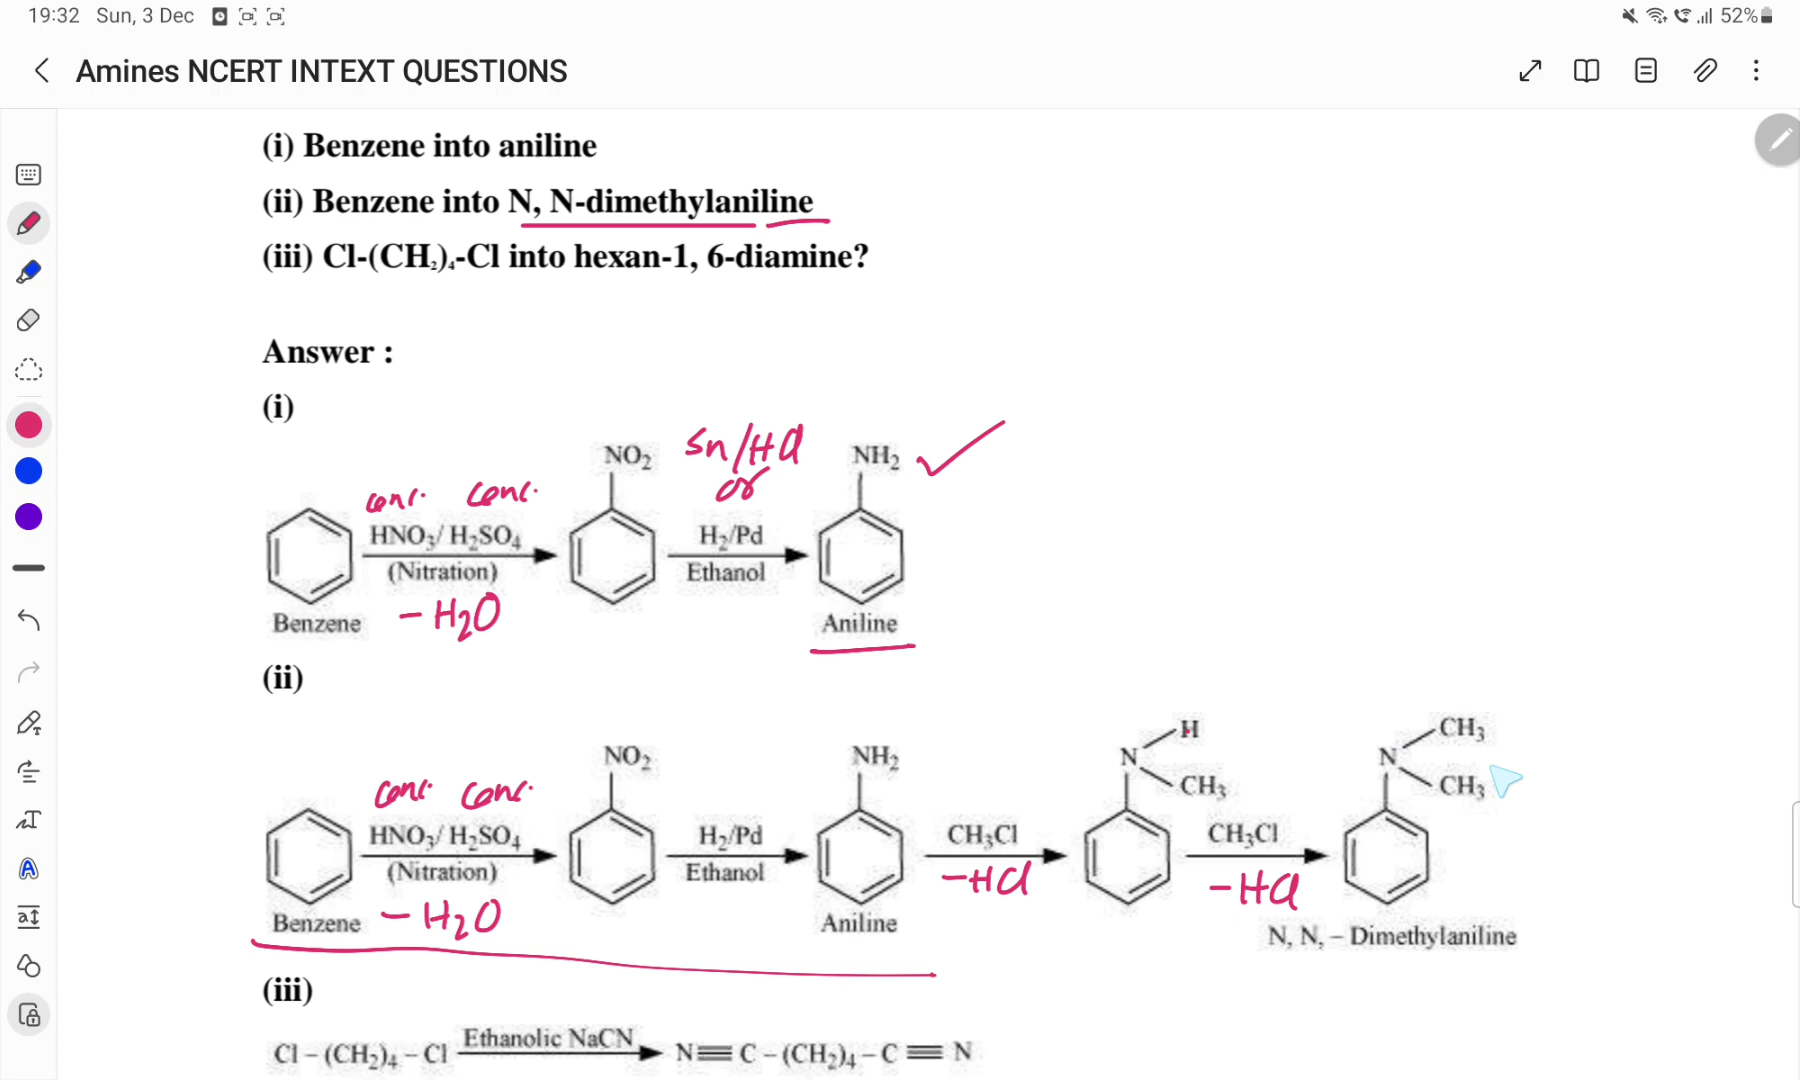 19:32 Sun, 3 Dec
52%
Amines NCERT INTEXT QUESTIONS
(i) Benzene into aniline
(ii) Benzene into N, N-dimethylaniline
(iii) Cl-(CH₂)₄-Cl into hexan-1, 6-diamine?
Answer :
(i)
NO₂ Sn/HCl NH₂
conc. conc. or
HNO₃/ H₂SO₄ H₂/Pd
(Nitration) Ethanol
Benzene – H₂O Aniline
(ii)
H CH₃
NO₂ NH₂ N N
CH₃ CH₃
conc. conc.
HNO₃/ H₂SO₄ H₂/Pd CH₃Cl CH₃Cl
(Nitration) Ethanol –HCl –HCl
Benzene – H₂O Aniline N, N, – Dimethylaniline
(iii)
Ethanolic NaCN
Cl – (CH₂)₄ – Cl N≡C – (CH₂)₄ – C≡N